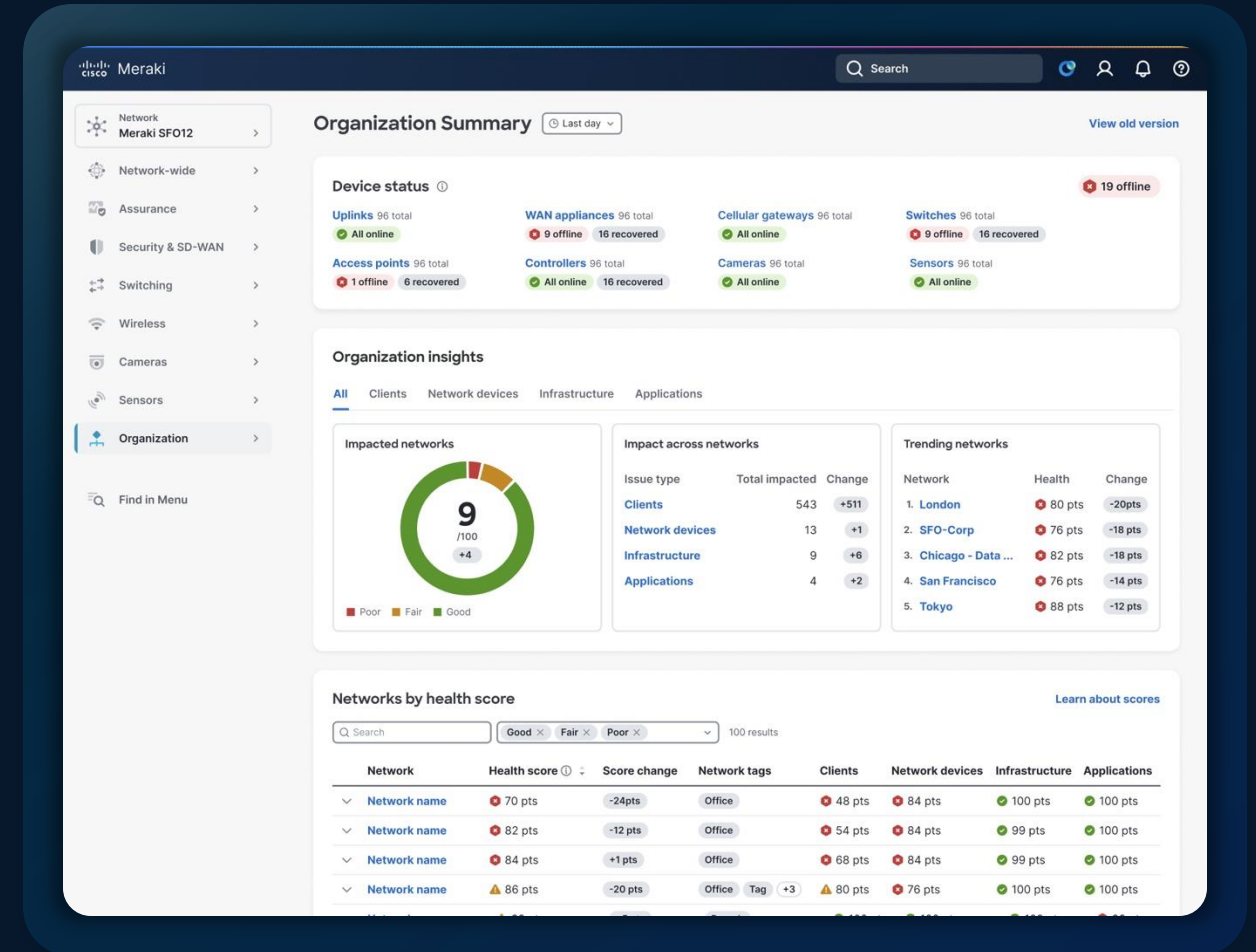 cisco Meraki
Search
Network
Meraki SFO12
Network-wide
Assurance
Security & SD-WAN
Switching
Wireless
Cameras
Sensors
Organization
Find in Menu
Organization Summary Last day
View old version
Device status 19 offline
Uplinks 96 total WAN appliances 96 total Cellular gateways 96 total Switches 96 total
All online 9 offline 16 recovered All online 9 offline 16 recovered
Access points 96 total Controllers 96 total Cameras 96 total Sensors 96 total
1 offline 6 recovered All online 16 recovered All online All online
Organization insights
All Clients Network devices Infrastructure Applications
Impacted networks
9
/100
+4
Poor Fair Good
Impact across networks
Issue type Total impacted Change
Clients 543 +511
Network devices 13 +1
Infrastructure 9 +6
Applications 4 +2
Trending networks
Network Health Change
1. London 80 pts -20pts
2. SFO-Corp 76 pts -18 pts
3. Chicago - Data ... 82 pts -18 pts
4. San Francisco 76 pts -14 pts
5. Tokyo 88 pts -12 pts
Networks by health score Learn about scores
Search Good Fair Poor 100 results
Network Health score Score change Network tags Clients Network devices Infrastructure Applications
Network name 70 pts -24pts Office 48 pts 84 pts 100 pts 100 pts
Network name 82 pts -12 pts Office 54 pts 84 pts 99 pts 100 pts
Network name 84 pts +1 pts Office 68 pts 84 pts 99 pts 100 pts
Network name 86 pts -20 pts Office Tag +3 80 pts 76 pts 100 pts 100 pts